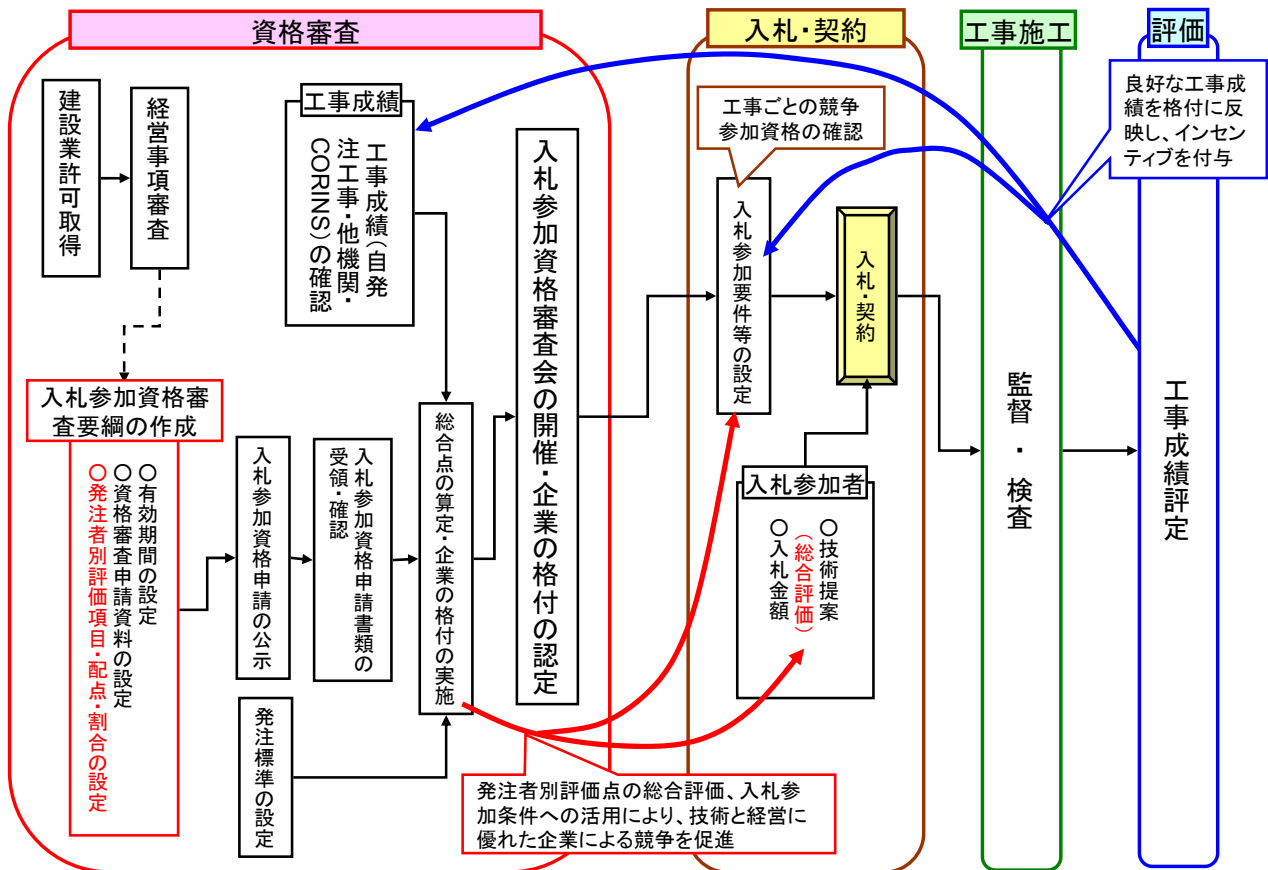 資格審査
入札・契約
工事施工
評価
建設業許可取得
経営事項審査
工事成績
工事成績(自発
注工事・他機関・
CORINS)の確認
入札参加資格審査会の開催・企業の格付の認定
工事ごとの競争
参加資格の確認
良好な工事成
績を格付に反
映し、インセン
ティブを付与
入札参加要件等の設定
入札・契約
入札参加資格審
査要綱の作成
○有効期間の設定
○資格審査申請資料の設定
○発注者別評価項目・配点・割合の設定
入札参加資格申請の公示
入札参加資格申請書類の
受領・確認
総合点の算定・企業の格付の実施
発注標準の設定
入札参加者
○技術提案
(総合評価)
○入札金額
監督・検査
工事成績評定
発注者別評価点の総合評価、入札参
加条件への活用により、技術と経営に
優れた企業による競争を促進